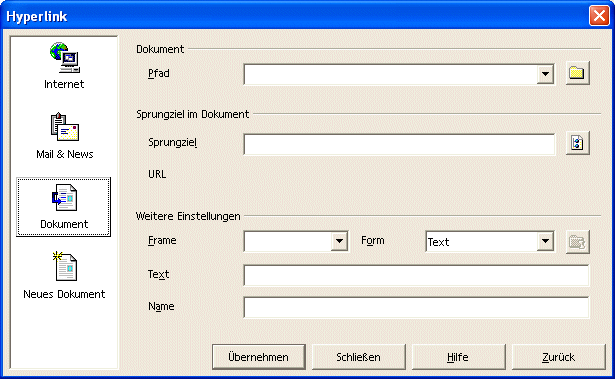 Hyperlink
Internet
Mail & News
Dokument
Neues Dokument
Dokument
Pfad
Sprungziel im Dokument
Sprungziel
URL
Weitere Einstellungen
Frame Form Text
Text
Name
Übernehmen Schließen Hilfe Zurück